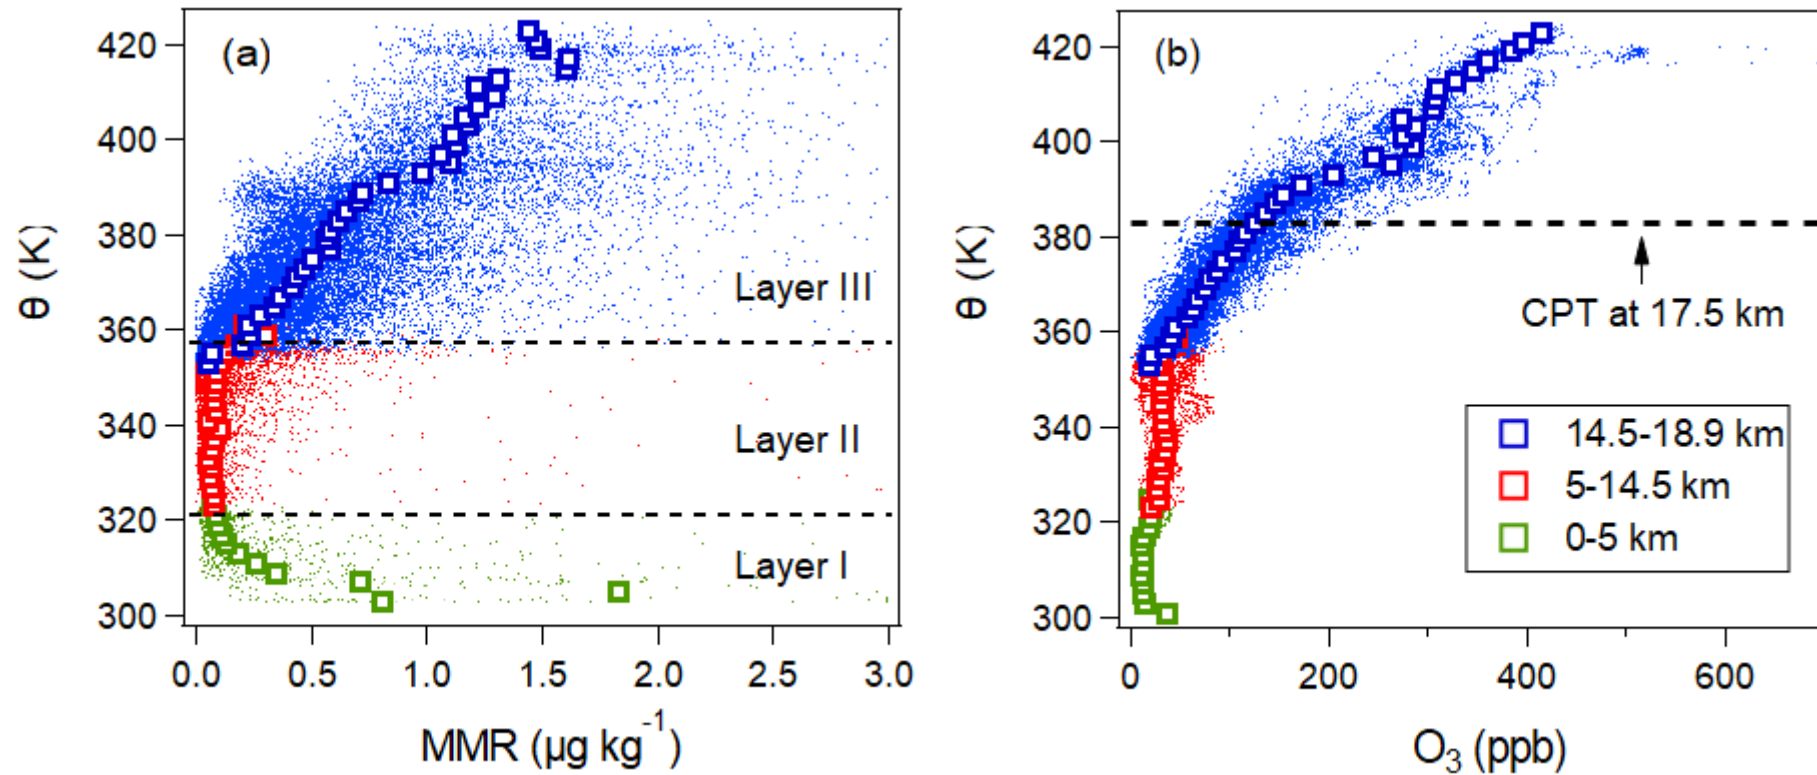 (a)
420
400
380
360
340
320
300
θ (K)
Layer III
Layer II
Layer I
0.0 0.5 1.0 1.5 2.0 2.5 3.0
MMR (µg kg⁻¹)
(b)
420
400
380
360
340
320
300
θ (K)
CPT at 17.5 km
14.5-18.9 km
5-14.5 km
0-5 km
0 200 400 600
O₃ (ppb)